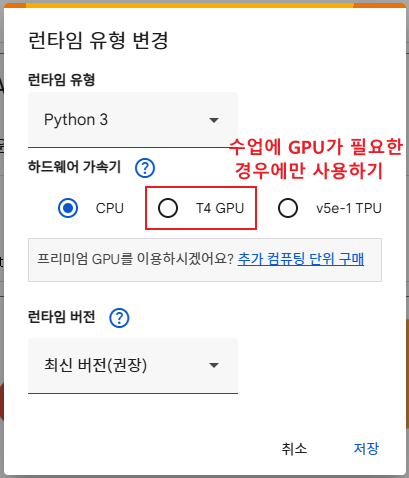 런타임 유형 변경
런타임 유형
Python 3
수업에 GPU가 필요한
경우에만 사용하기
하드웨어 가속기 ?
CPU
T4 GPU
v5e-1 TPU
프리미엄 GPU를 이용하시겠어요? 추가 컴퓨팅 단위 구매
런타임 버전 ?
최신 버전(권장)
취소
저장